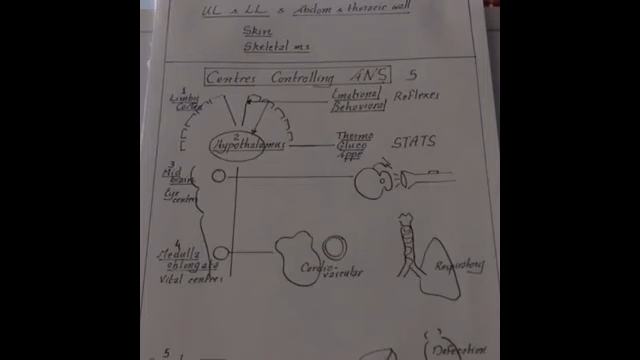 UL & LL & Abdom & thoracic wall
Skin
Skeletal ms
Centres Controlling ANS 5
1
Limbic
Cortex
Emotional
Behavioral
Reflexes
2
Hypothalamus
Thermo
Gluco
Appe
STATS
3
Mid
brain
Eye centre
4
Medulla
oblongata
Vital centres
Cardio-
vascular
Respiratory
5
Defecation